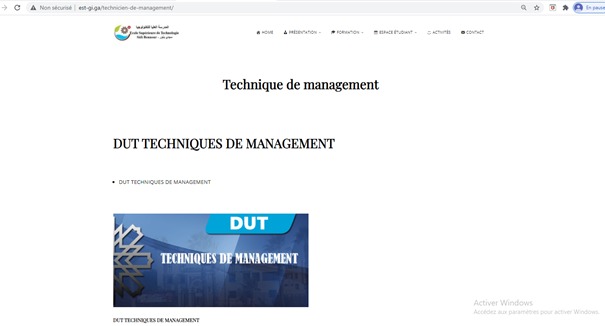 Non sécurisé | est-gi.ga/technicien-de-management/
En pause
المدرسة العليا للتكنولوجيا
Ecole Supérieure de Technologie
Sidi Bennour - سيدي بنور
HOME PRÉSENTATION FORMATION ESPACE ÉTUDIANT ACTIVITÉS CONTACT
Technique de management
DUT TECHNIQUES DE MANAGEMENT
DUT TECHNIQUES DE MANAGEMENT
DUT
TECHNIQUES DE MANAGEMENT
DUT TECHNIQUES DE MANAGEMENT
Activer Windows
Accédez aux paramètres pour activer Windows.